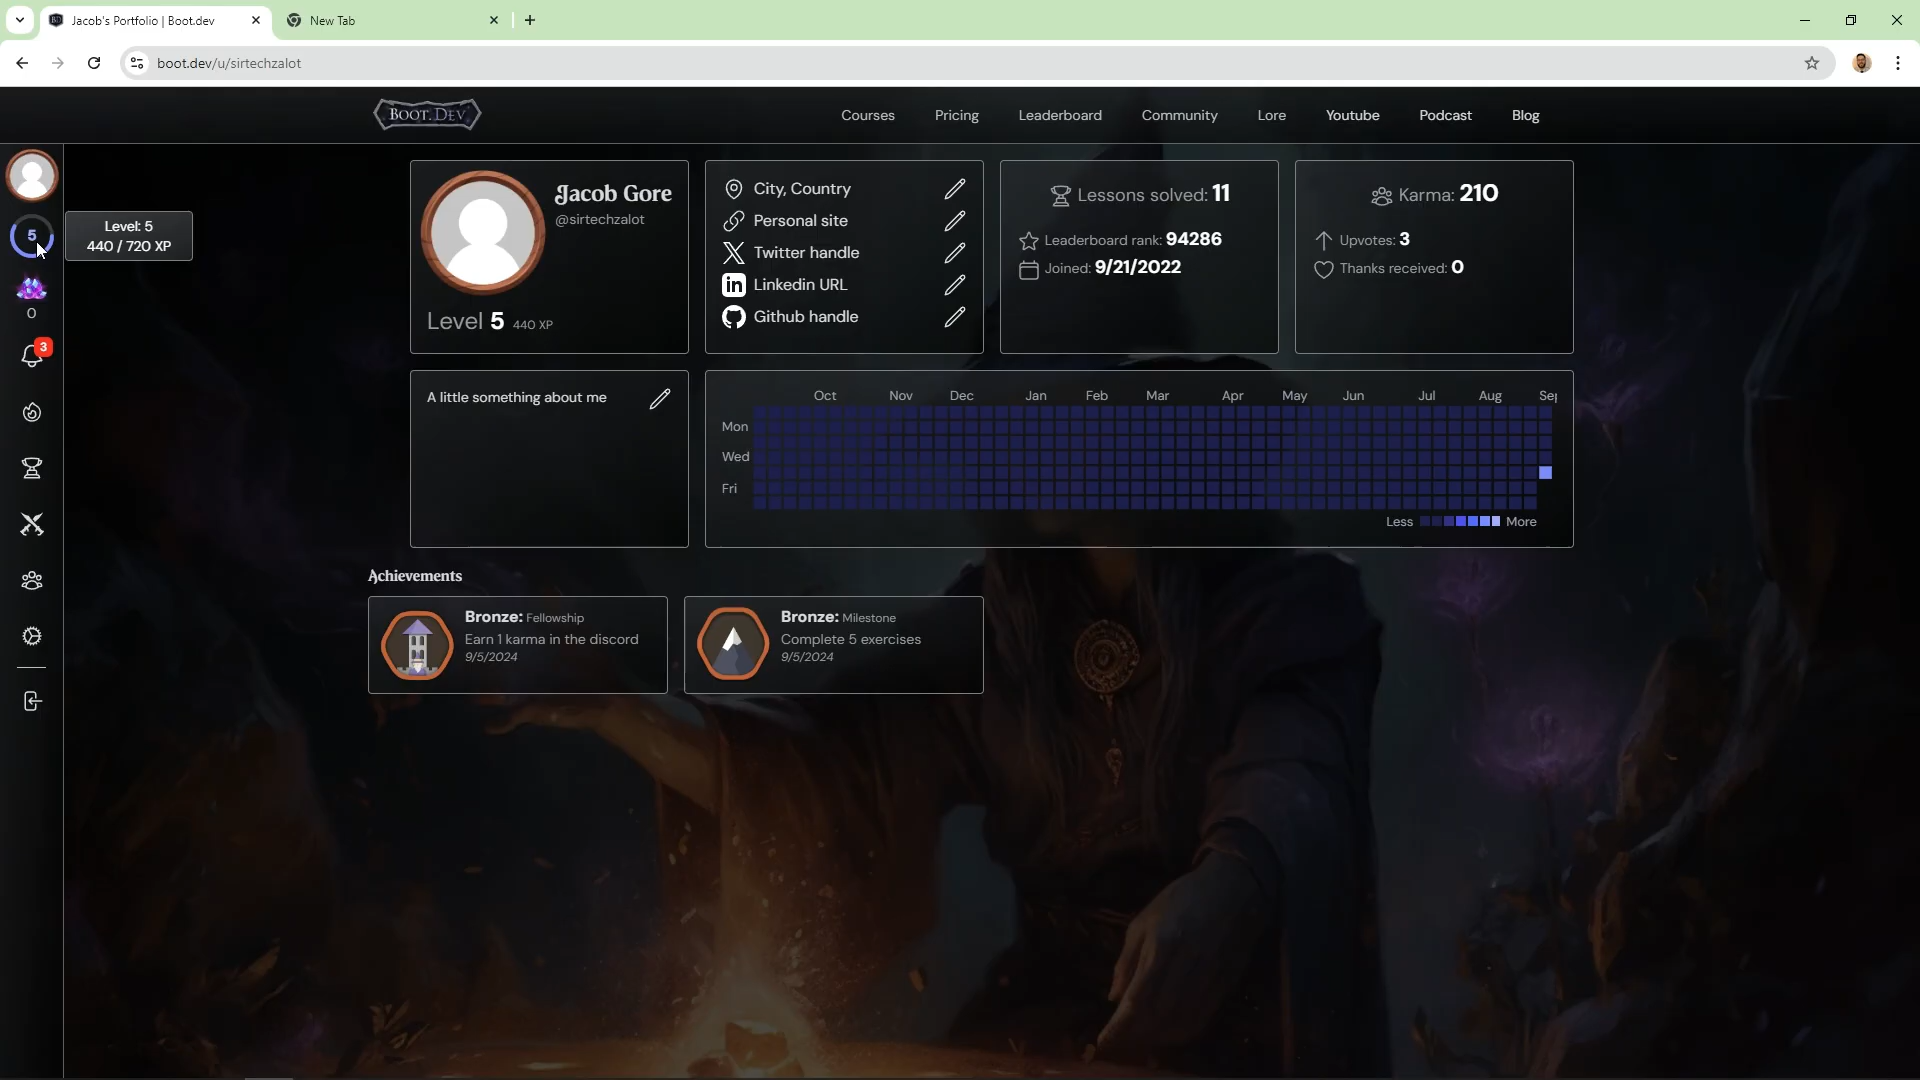 Jacob's Portfolio | Boot.dev
New Tab
boot.dev/u/sirtechzalot
BOOT.DEV
Courses
Pricing
Leaderboard
Community
Lore
Youtube
Podcast
Blog
5
Level: 5
440 / 720 XP
0
3
Jacob Gore
@sirtechzalot
Level 5 440 XP
City, Country
Personal site
Twitter handle
Linkedin URL
Github handle
Lessons solved: 11
Leaderboard rank: 94286
Joined: 9/21/2022
Karma: 210
Upvotes: 3
Thanks received: 0
A little something about me
Oct Nov Dec Jan Feb Mar Apr May Jun Jul Aug Sep
Mon
Wed
Fri
Less More
Achievements
Bronze: Fellowship
Earn 1 karma in the discord
9/5/2024
Bronze: Milestone
Complete 5 exercises
9/5/2024